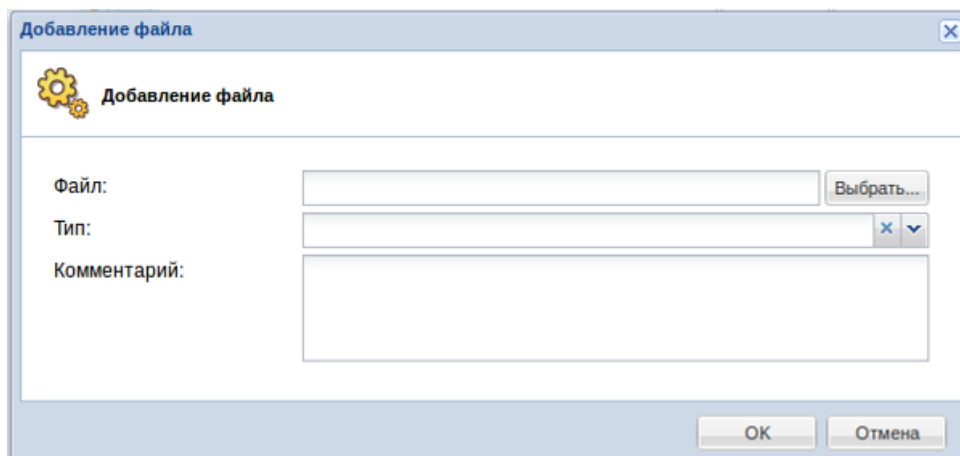 Добавление файла
Добавление файла
Файл:
Выбрать...
Тип:
Комментарий:
OK
Отмена